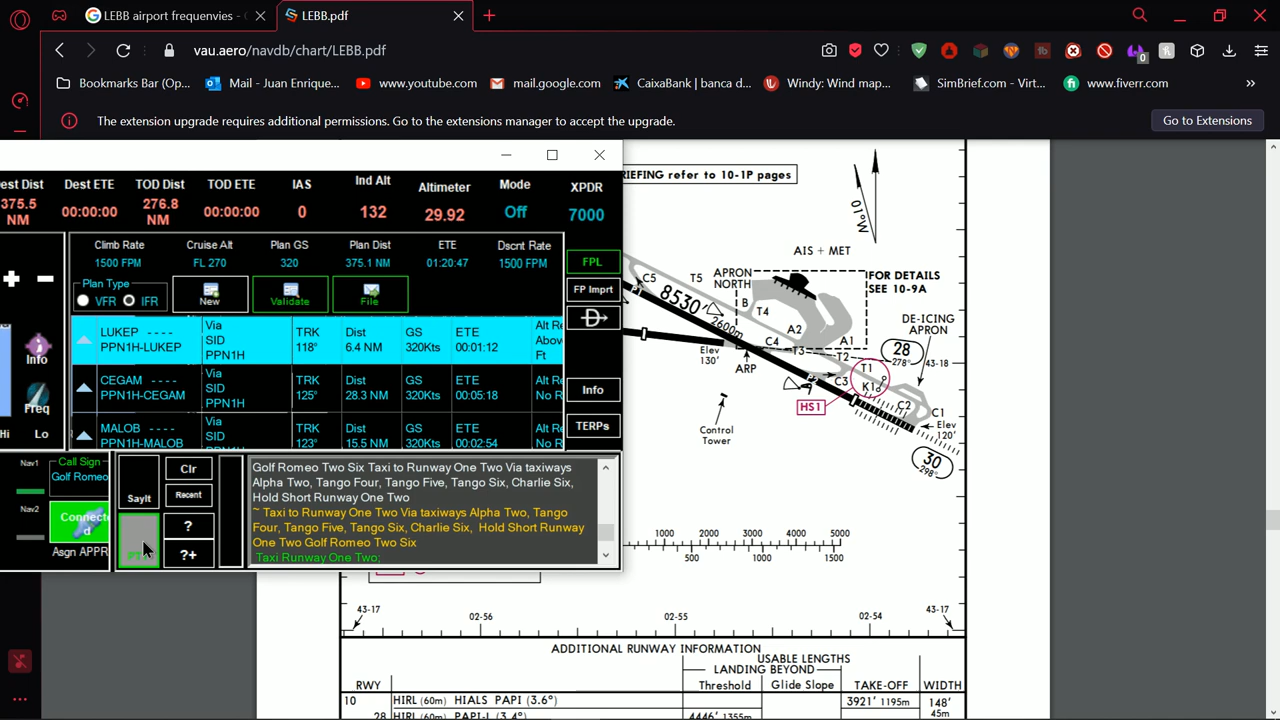 LEBB airport frequenvies - 
LEBB.pdf
vau.aero/navdb/chart/LEBB.pdf
0
Bookmarks Bar (Op...
Mail - Juan Enrique...
www.youtube.com
mail.google.com
CaixaBank | banca d...
Windy: Wind map...
SimBrief.com - Virt...
www.fiverr.com
The extension upgrade requires additional permissions. Go to the extensions manager to accept the upgrade.
Go to Extensions
est Dist
Dest ETE
TOD Dist
TOD ETE
IAS
Ind Alt
Altimeter
Mode
XPDR
375.5
NM
00:00:00
276.8
NM
00:00:00
0
132
29.92
Off
7000
Climb Rate
Cruise Alt
Plan GS
Plan Dist
ETE
Dscnt Rate
1500 FPM
FL 270
320
375.1 NM
01:20:47
1500 FPM
FPL
Plan Type
VFR
IFR
New
Validate
File
FP Imprt
LUKEP ----
PPN1H-LUKEP
Via
SID
PPN1H
TRK
118°
Dist
6.4 NM
GS
320Kts
ETE
00:01:12
Alt Re
Above
Ft
CEGAM ----
PPN1H-CEGAM
Via
SID
PPN1H
TRK
125°
Dist
28.3 NM
GS
320Kts
ETE
00:05:18
Alt Re
No R
MALOB ----
PPN1H-MALOB
Via
SID
PPN1H
TRK
123°
Dist
15.5 NM
GS
320Kts
ETE
00:02:54
Alt Re
No R
Info
Freq
Hi
Lo
Info
TERPs
Nav1
Call Sign
Golf Romeo
Nav2
Connecte
d
Asgn APPR
SayIt
Clr
Recent
?
?+
Golf Romeo Two Six Taxi to Runway One Two Via taxiways
Alpha Two, Tango Four, Tango Five, Tango Six, Charlie Six,
Hold Short Runway One Two
~ Taxi to Runway One Two Via taxiways Alpha Two, Tango
Four, Tango Five, Tango Six, Charlie Six, Hold Short Runway
One Two Golf Romeo Two Six
Taxi Runway One Two;
RIEFING refer to 10-1P pages
01°W
AIS + MET
C5
T5
APRON
NORTH
FOR DETAILS
SEE 10-9A
8530'
2600m
B
T4
A2
A1
DE-ICING
APRON
C4
T3
T2
28
278°
43-18
Elev
130'
ARP
T1
C3
K1
HS1
C2
C1
Elev
120'
Control
Tower
30
298°
1000
2000
3000
4000
5000
500
1000
1500
43-17
02-56
02-55
02-54
43-17
ADDITIONAL RUNWAY INFORMATION
USABLE LENGTHS
LANDING BEYOND
RWY
Threshold
Glide Slope
TAKE-OFF
WIDTH
10
HIRL (60m) HIALS PAPI (3.6°)
3921' 1195m
148'
28
HIRL (60m) PAPI-L (3.4°)
4446' 1355m
45m